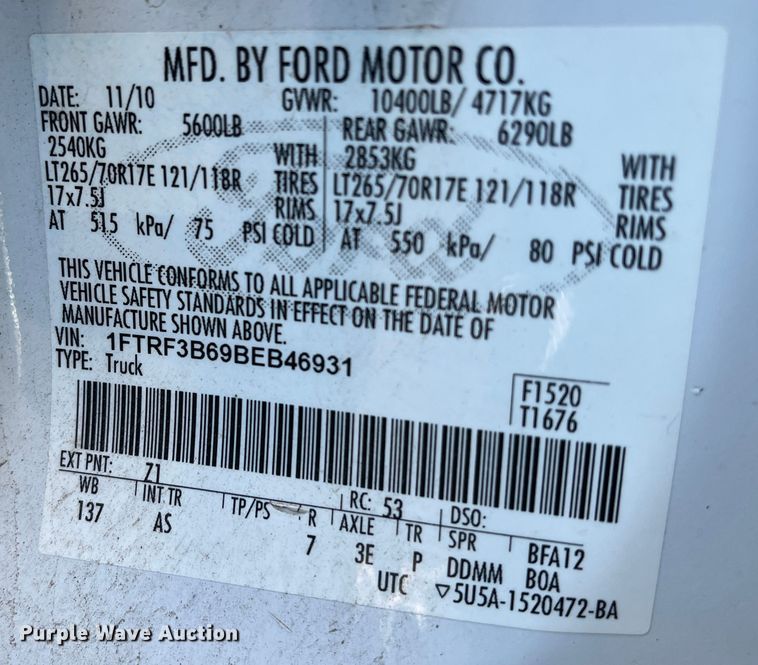 MFD. BY FORD MOTOR CO.
DATE: 11/10 GVWR: 10400LB/ 4717KG
FRONT GAWR: 5600LB REAR GAWR: 6290LB
2540KG WITH 2853KG WITH
LT265/70R17E 121/118R TIRES LT265/70R17E 121/118R TIRES
17x7.5J RIMS 17x7.5J RIMS
AT 515 kPa/ 75 PSI COLD AT 550 kPa/ 80 PSI COLD
Ford
THIS VEHICLE CONFORMS TO ALL APPLICABLE FEDERAL MOTOR
VEHICLE SAFETY STANDARDS IN EFFECT ON THE DATE OF
MANUFACTURE SHOWN ABOVE.
VIN: 1FTRF3B69BEB46931
TYPE: Truck
F1520
T1676
EXT PNT: Z1 RC: 53 DSO:
WB INT TR TP/PS R AXLE TR SPR BFA12
137 AS 7 3E P DDMM B0A
UTC ▽5U5A-1520472-BA
Purple Wave Auction